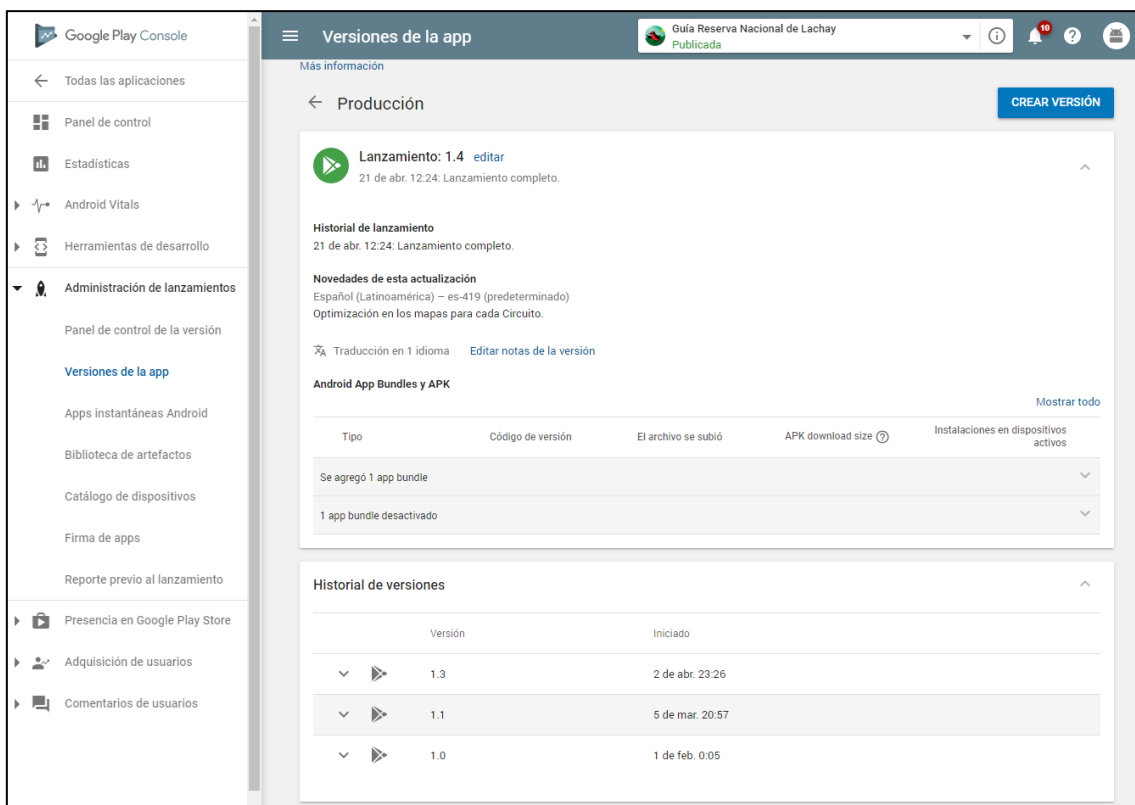 Google Play Console
Todas las aplicaciones
Panel de control
Estadísticas
Android Vitals
Herramientas de desarrollo
Administración de lanzamientos
Panel de control de la versión
Versiones de la app
Apps instantáneas Android
Biblioteca de artefactos
Catálogo de dispositivos
Firma de apps
Reporte previo al lanzamiento
Presencia en Google Play Store
Adquisición de usuarios
Comentarios de usuarios
Versiones de la app
Guía Reserva Nacional de Lachay
Publicada
10
Más información
Producción
CREAR VERSIÓN
Lanzamiento: 1.4 editar
21 de abr. 12:24: Lanzamiento completo.
Historial de lanzamiento
21 de abr. 12:24: Lanzamiento completo.
Novedades de esta actualización
Español (Latinoamérica) – es-419 (predeterminado)
Optimización en los mapas para cada Circuito.
Traducción en 1 idioma Editar notas de la versión
Android App Bundles y APK
Mostrar todo
Tipo Código de versión El archivo se subió APK download size Instalaciones en dispositivos
activos
Se agregó 1 app bundle
1 app bundle desactivado
Historial de versiones
Versión Iniciado
1.3 2 de abr. 23:26
1.1 5 de mar. 20:57
1.0 1 de feb. 0:05